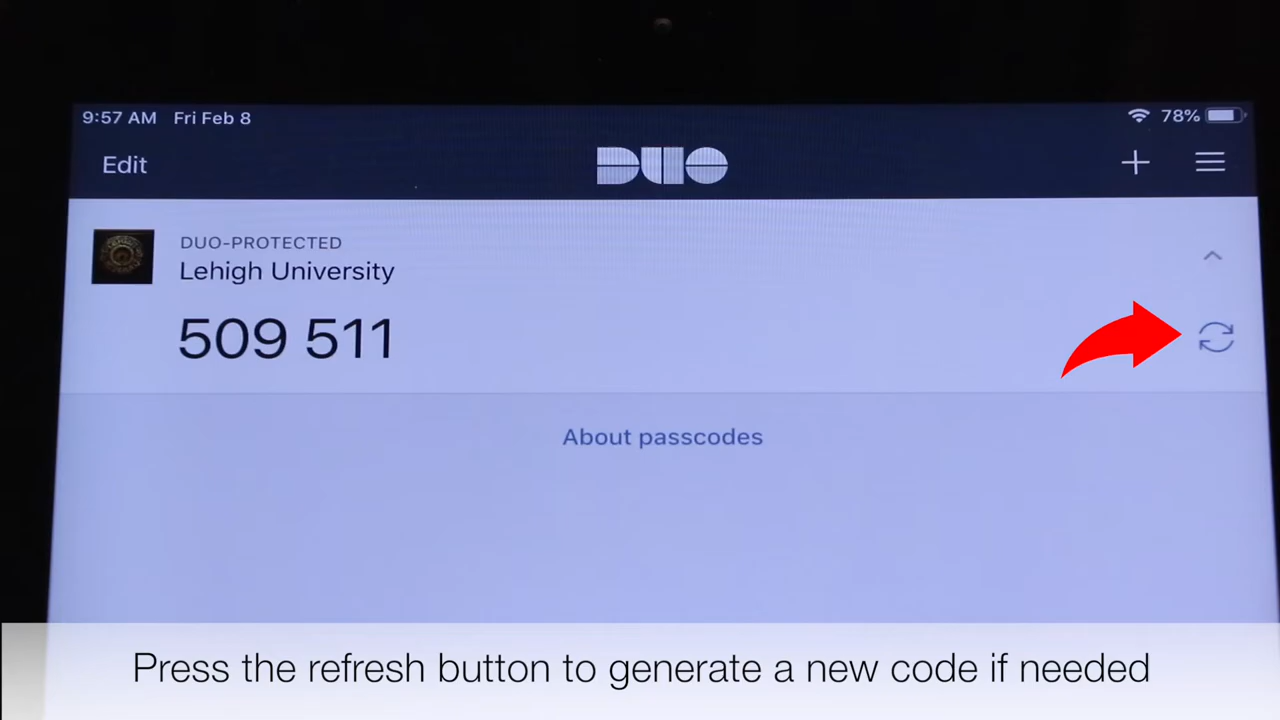 9:57 AM Fri Feb 8 78%
Edit DUO
DUO-PROTECTED
Lehigh University
509 511
About passcodes
Press the refresh button to generate a new code if needed